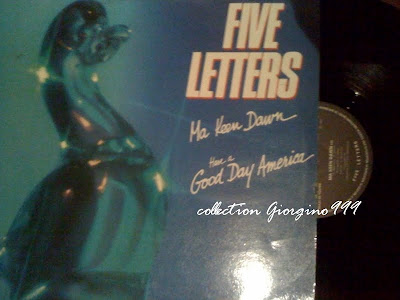 FIVE
LETTERS
Ma Keen Dawn
Have a
Good Day America
collection Giorgino999